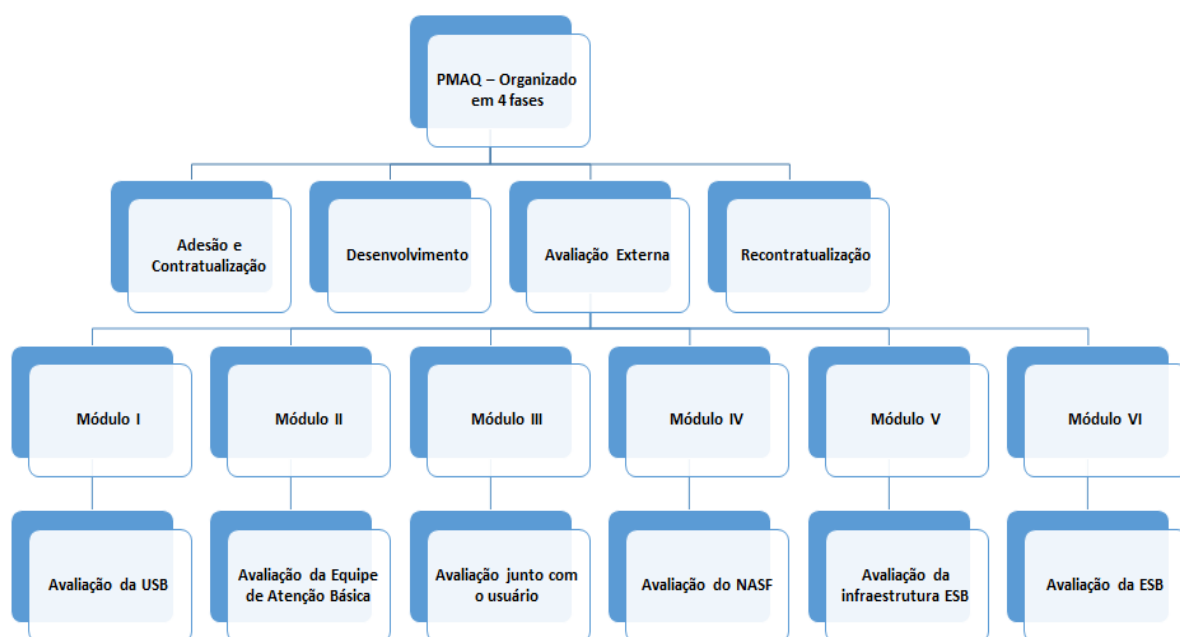 PMAQ – Organizado
em 4 fases
Adesão e
Contratualização
Desenvolvimento
Avaliação Externa
Recontratualização
Módulo I
Módulo II
Módulo III
Módulo IV
Módulo V
Módulo VI
Avaliação da USB
Avaliação da Equipe
de Atenção Básica
Avaliação junto com
o usuário
Avaliação do NASF
Avaliação da
infraestrutura ESB
Avaliação da ESB